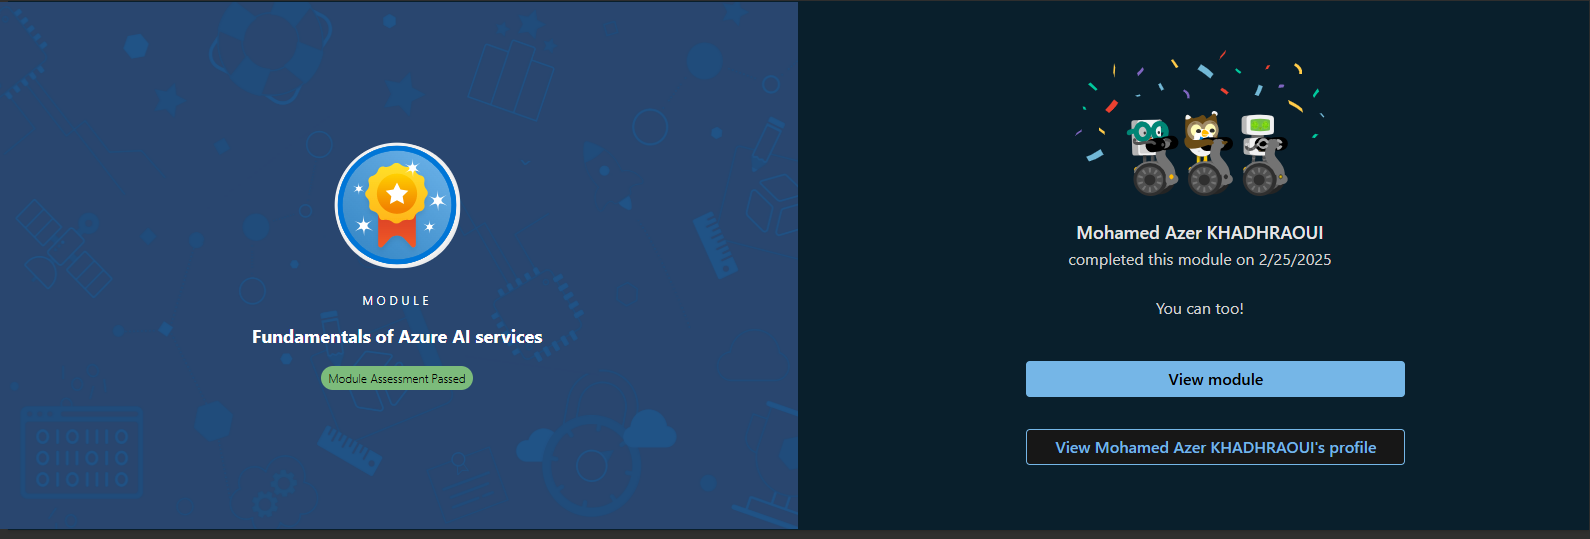 MODULE
Fundamentals of Azure AI services
Module Assessment Passed
Mohamed Azer KHADHRAOUI
completed this module on 2/25/2025
You can too!
View module
View Mohamed Azer KHADHRAOUI's profile